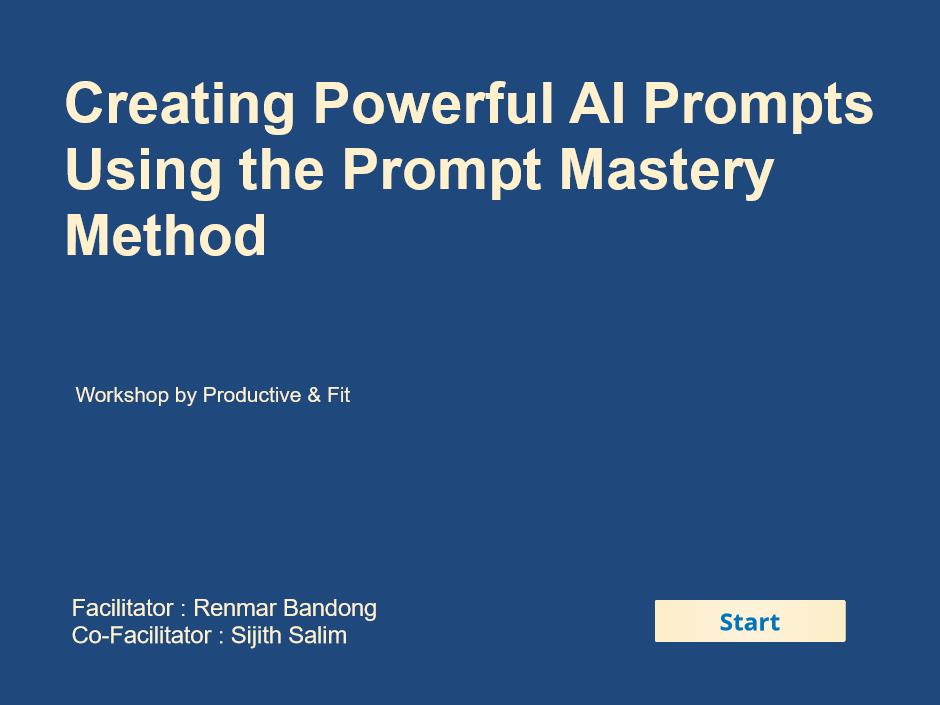 Creating Powerful AI Prompts
Using the Prompt Mastery
Method
Workshop by Productive & Fit
Facilitator : Renmar Bandong
Co-Facilitator : Sijith Salim
Start